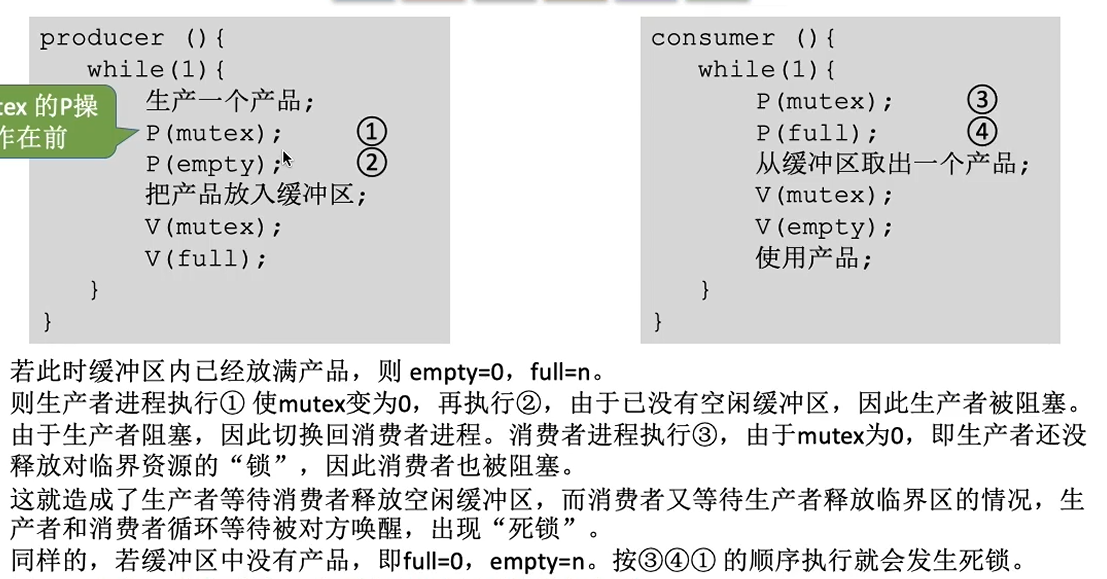 producer (){
while(1){
生产一个产品;
tex 的P操
作在前
P(mutex); ①
P(empty); ②
把产品放入缓冲区;
V(mutex);
V(full);
}
}
consumer (){
while(1){
P(mutex); ③
P(full); ④
从缓冲区取出一个产品;
V(mutex);
V(empty);
使用产品;
}
}
若此时缓冲区内已经放满产品，则 empty=0，full=n。
则生产者进程执行① 使mutex变为0，再执行②，由于已没有空闲缓冲区，因此生产者被阻塞。
由于生产者阻塞，因此切换回消费者进程。消费者进程执行③，由于mutex为0，即生产者还没
释放对临界资源的“锁”，因此消费者也被阻塞。
这就造成了生产者等待消费者释放空闲缓冲区，而消费者又等待生产者释放临界区的情况，生
产者和消费者循环等待被对方唤醒，出现“死锁”。
同样的，若缓冲区中没有产品，即full=0，empty=n。按③④① 的顺序执行就会发生死锁。